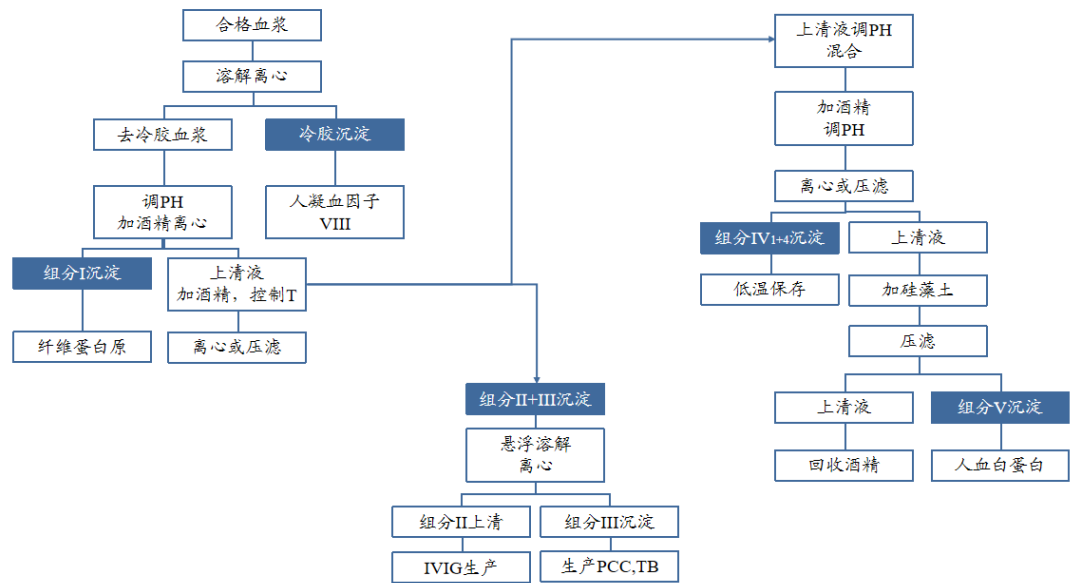 合格血浆
溶解离心
去冷胶血浆
冷胶沉淀
调PH
加酒精离心
人凝血因子
VIII
组分I沉淀
上清液
加酒精，控制T
纤维蛋白原
离心或压滤
组分II+III沉淀
悬浮溶解
离心
组分II上清
组分III沉淀
IVIG生产
生产PCC,TB
上清液调PH
混合
加酒精
调PH
离心或压滤
组分IV1+4沉淀
上清液
低温保存
加硅藻土
压滤
上清液
组分V沉淀
回收酒精
人血白蛋白